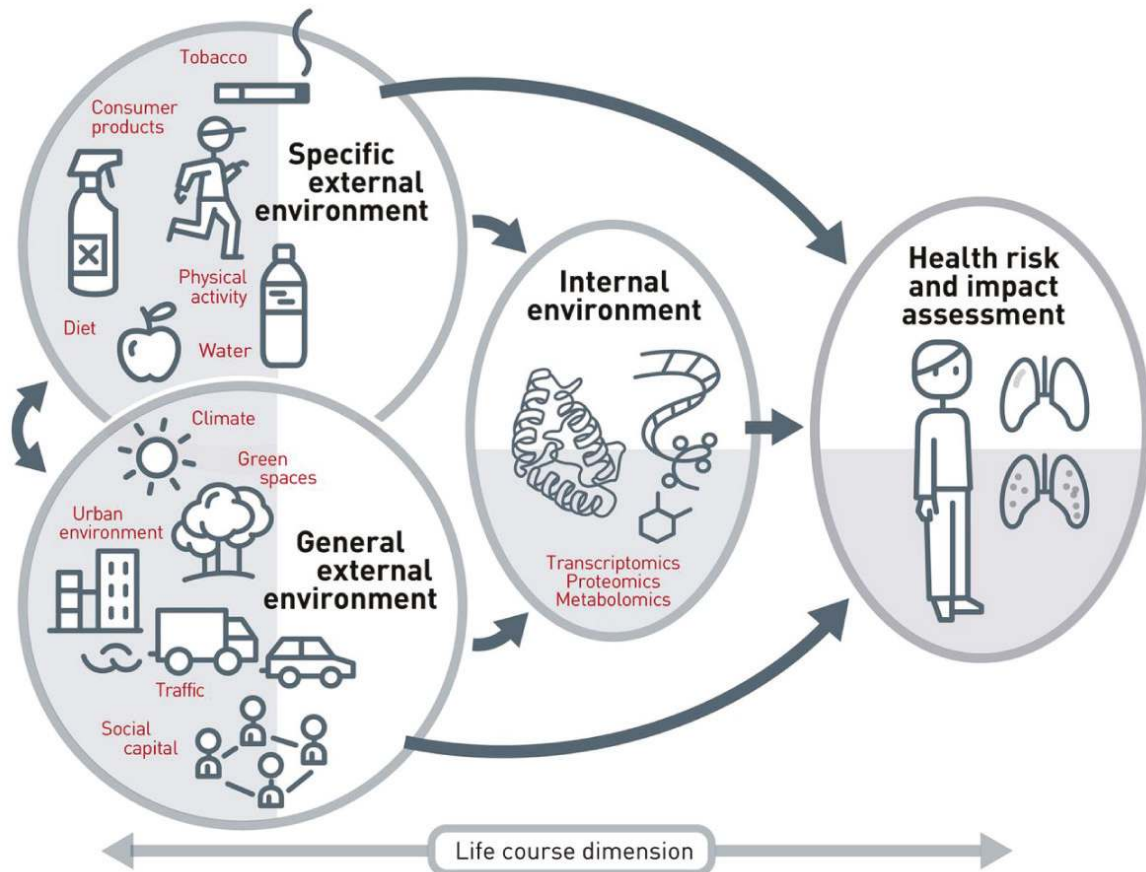 Tobacco
Consumer
products
Specific
external
environment
Physical
activity
Diet
Water
Climate
Green
spaces
Urban
environment
General
external
environment
Traffic
Social
capital
Internal
environment
Transcriptomics
Proteomics
Metabolomics
Health risk
and impact
assessment
Life course dimension